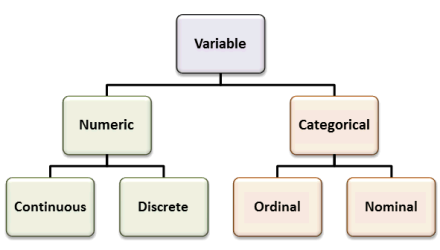 Variable
Numeric
Categorical
Continuous
Discrete
Ordinal
Nominal